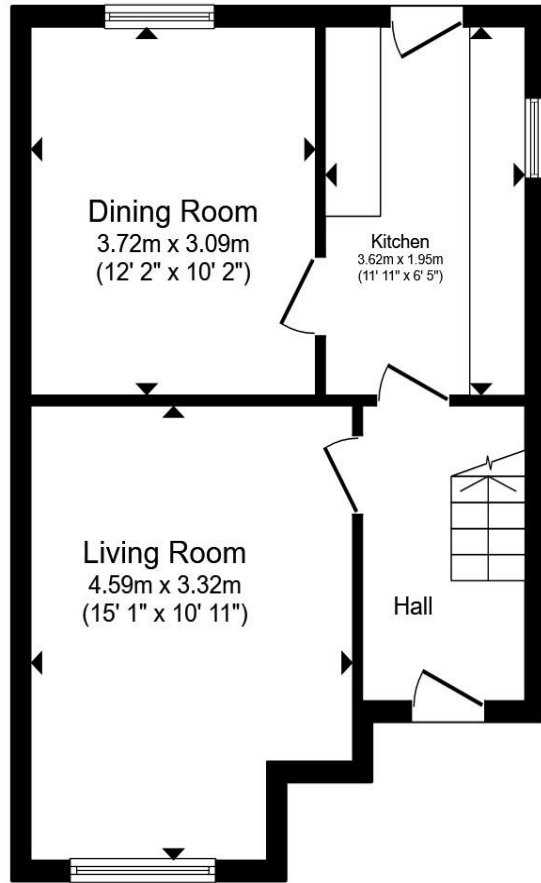 Dining Room
3.72m x 3.09m
(12' 2" x 10' 2")
Kitchen
3.62m x 1.95m
(11' 11" x 6' 5")
Living Room
4.59m x 3.32m
(15' 1" x 10' 11")
Hall